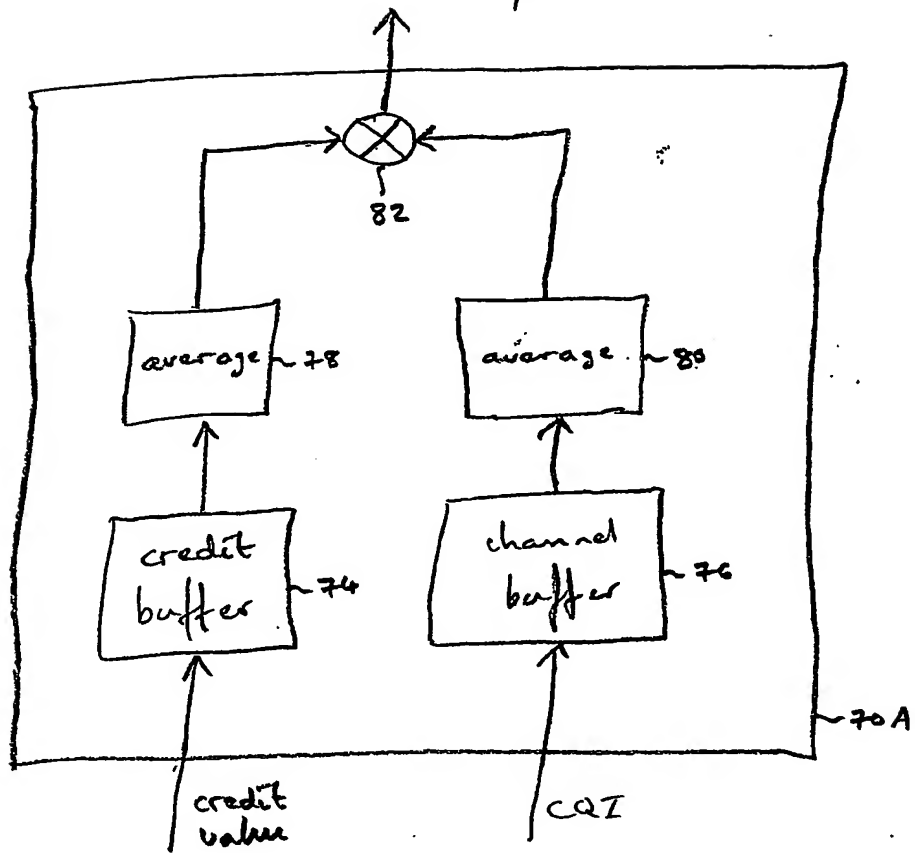 82
average
78
average
80
credit
buffer
74
channel
buffer
76
70A
credit
value
CQI